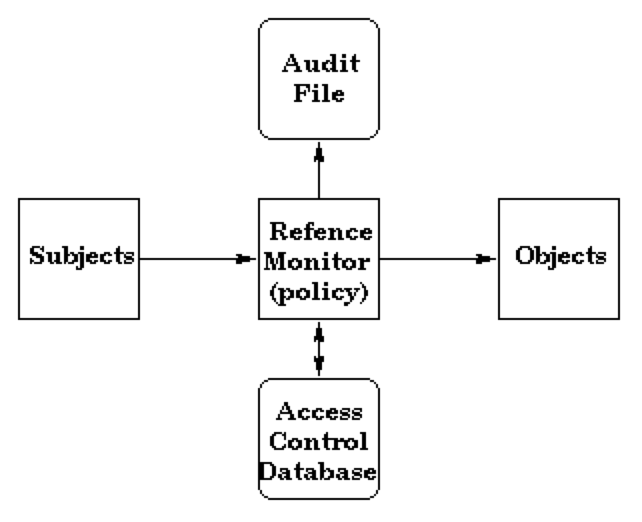 Audit
File
Subjects
Refence
Monitor
(policy)
Objects
Access
Control
Database